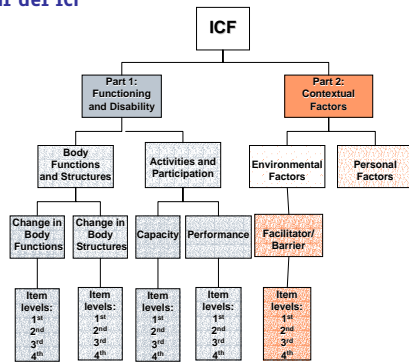 ICF
Part 1:
Functioning
and Disability
Part 2:
Contextual
Factors
Body
Functions
and Structures
Activities and
Participation
Environmental
Factors
Personal
Factors
Change in
Body
Functions
Change in
Body
Structures
Capacity
Performance
Facilitator/
Barrier
Item
levels:
1st
2nd
3rd
4th
Item
levels:
1st
2nd
3rd
4th
Item
levels:
1st
2nd
3rd
4th
Item
levels:
1st
2nd
3rd
4th
Item
levels:
1st
2nd
3rd
4th